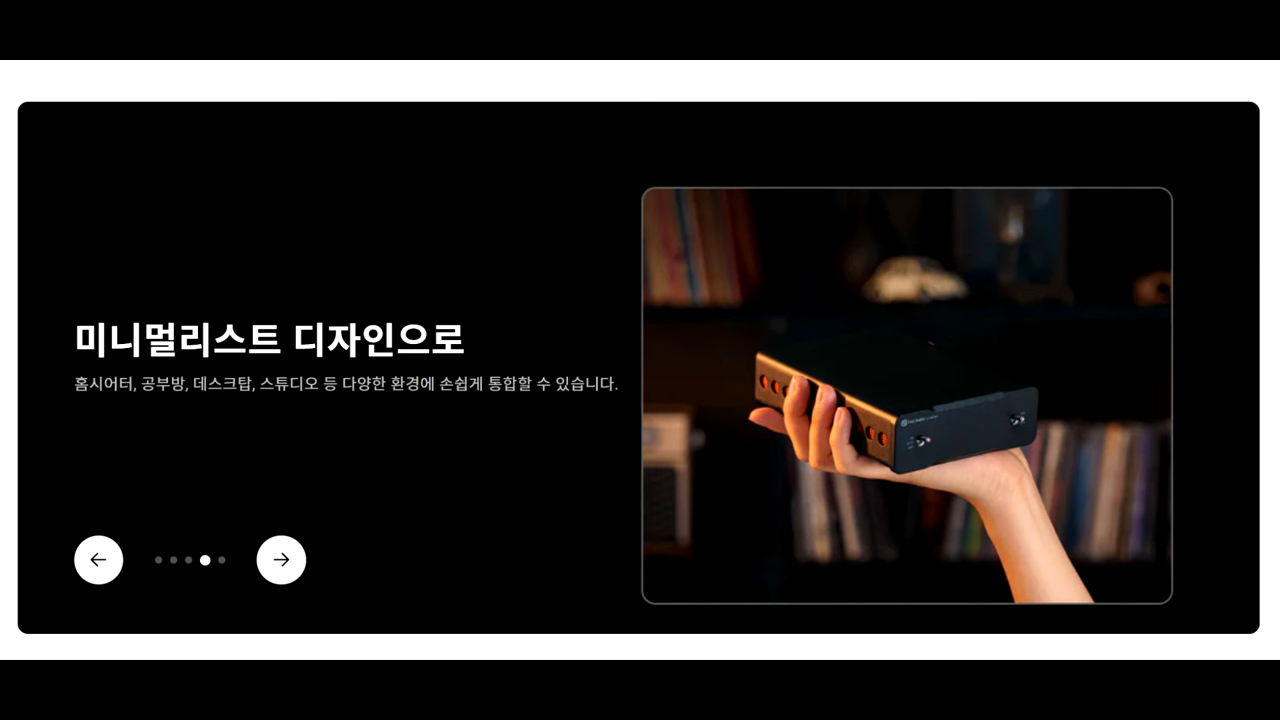 미니멀리스트 디자인으로
홈시어터, 공부방, 데스크탑, 스튜디오 등 다양한 환경에 손쉽게 통합할 수 있습니다.